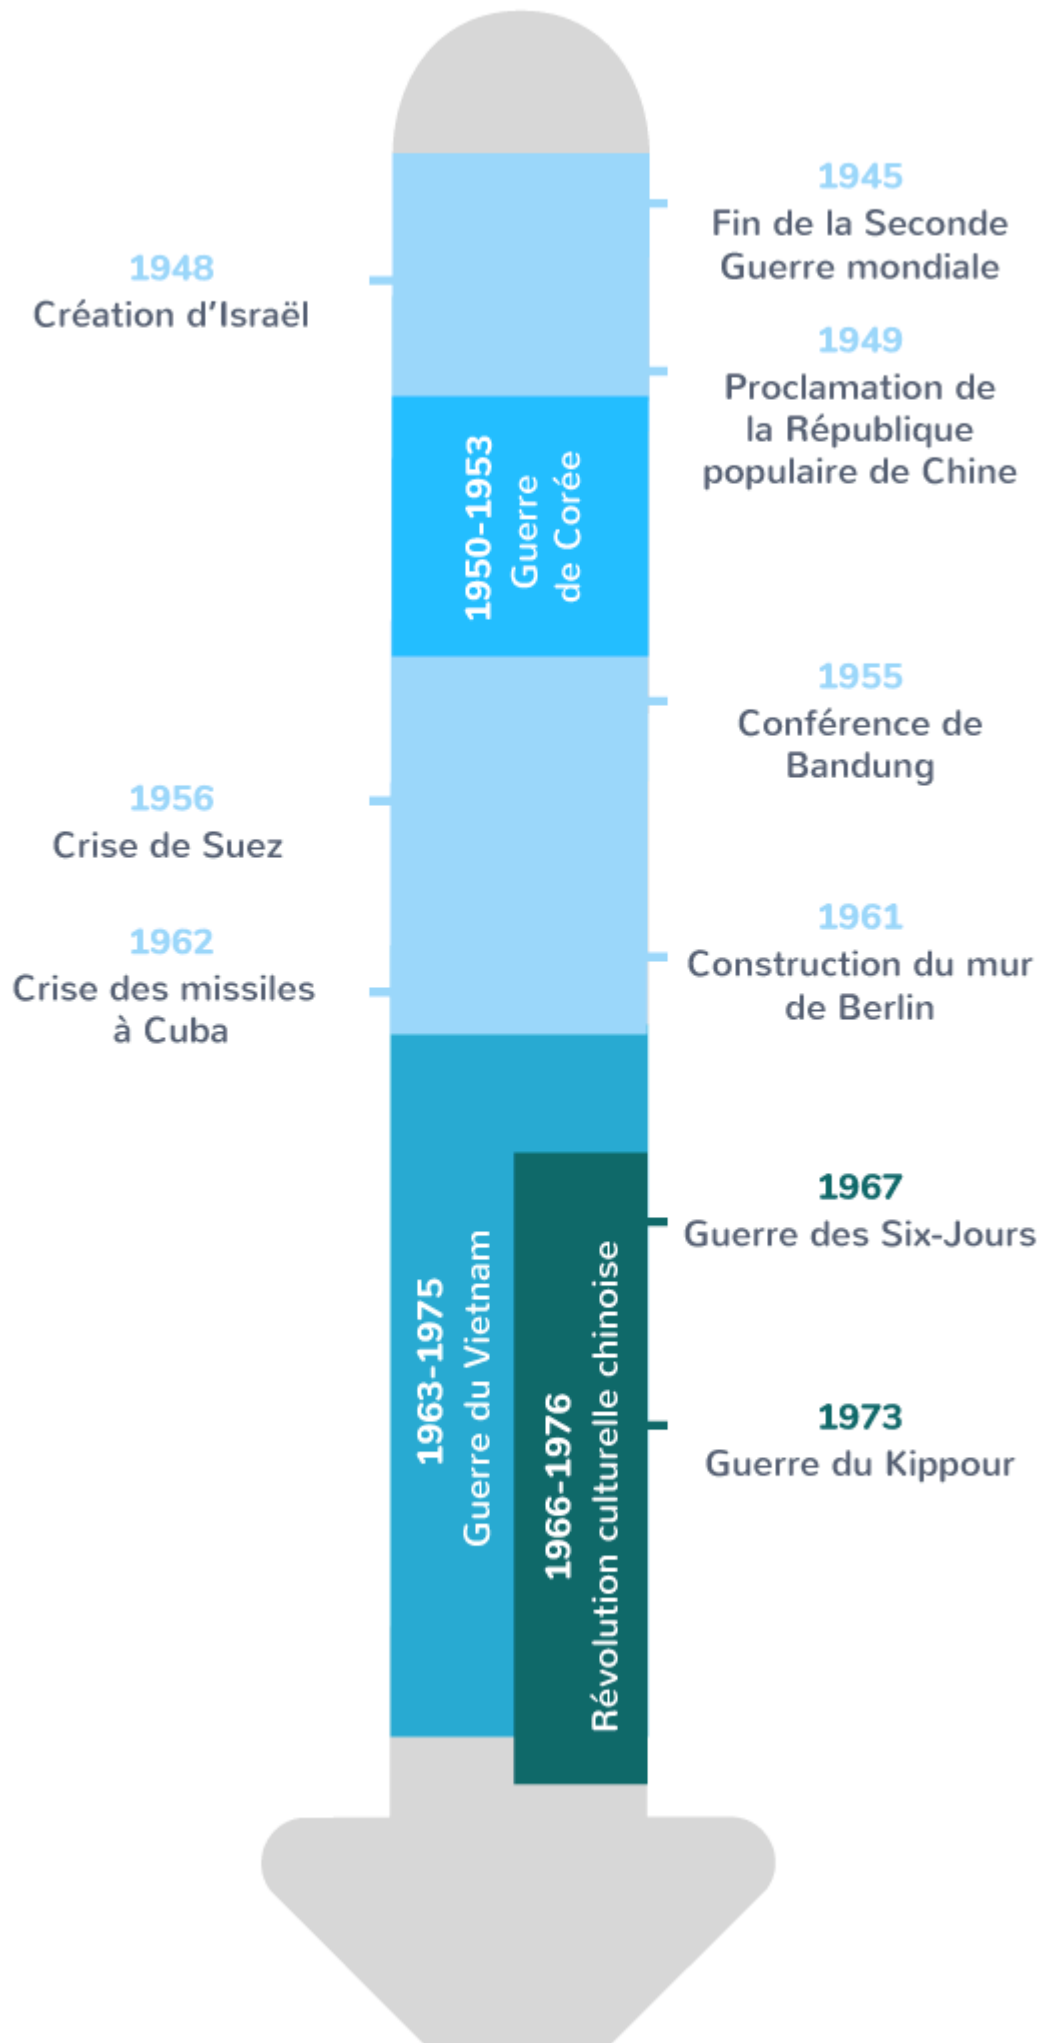 1945
Fin de la Seconde
Guerre mondiale
1948
Création d’Israël
1949
Proclamation de
la République
populaire de Chine
1950-1953
Guerre
de Corée
1955
Conférence de
Bandung
1956
Crise de Suez
1961
Construction du mur
de Berlin
1962
Crise des missiles
à Cuba
1963-1975
Guerre du Vietnam
1966-1976
Révolution culturelle chinoise
1967
Guerre des Six-Jours
1973
Guerre du Kippour